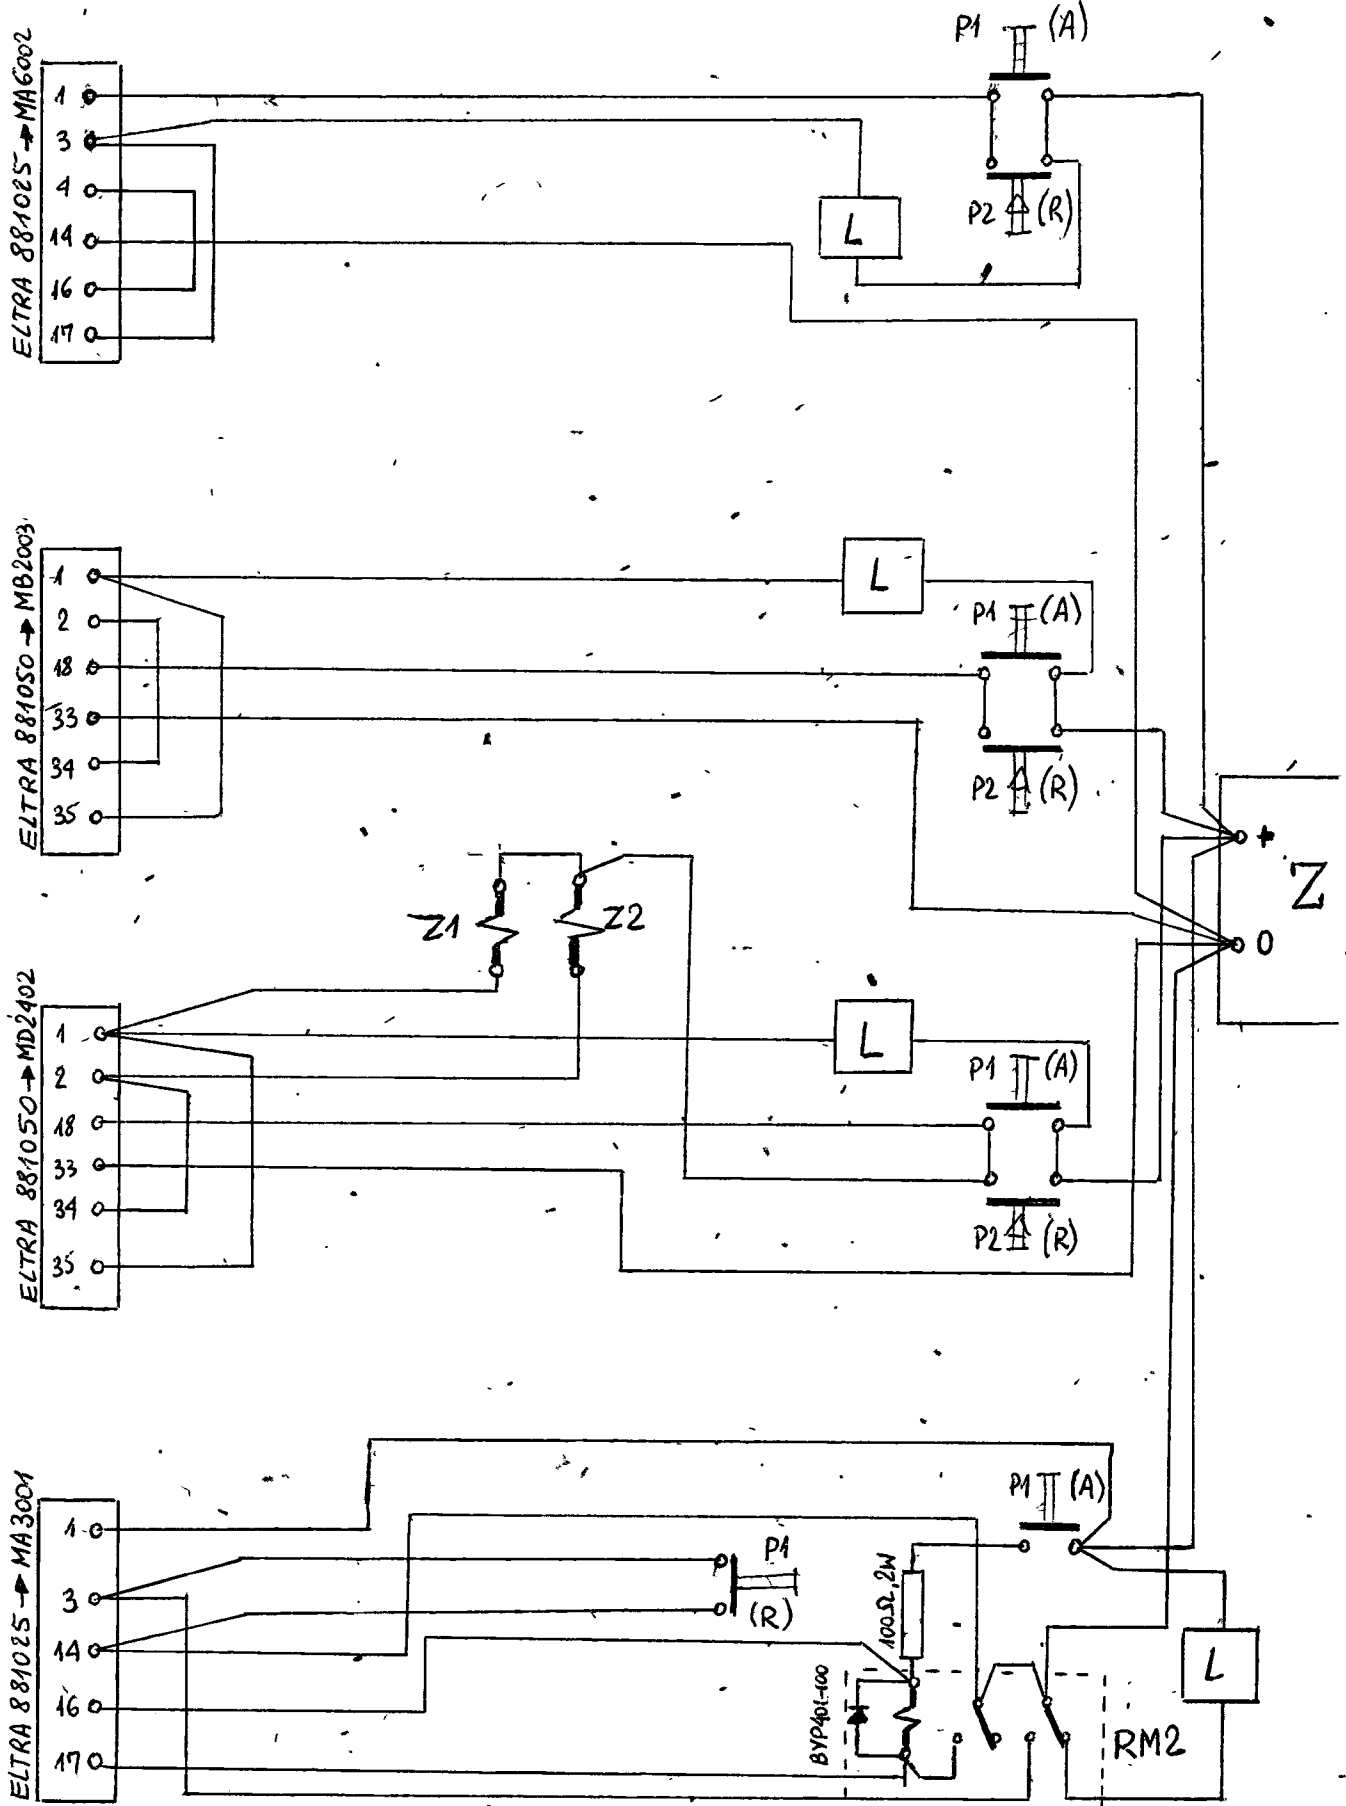 ELTRA 881025 → MA6002
1
3
4
14
16
17
P1 (A)
P2 (R)
L
ELTRA 881050 → MB2003
1
2
18
33
34
35
L
P1 (A)
P2 (R)
+
Z
0
Z1
Z2
ELTRA 881050 → MD2402
1
2
18
33
34
35
L
P1 (A)
P2 (R)
ELTRA 881025 → MA3001
1
3
14
16
17
P1
(R)
P1 (A)
100Ω, 2W
BYP401-100
RM2
L